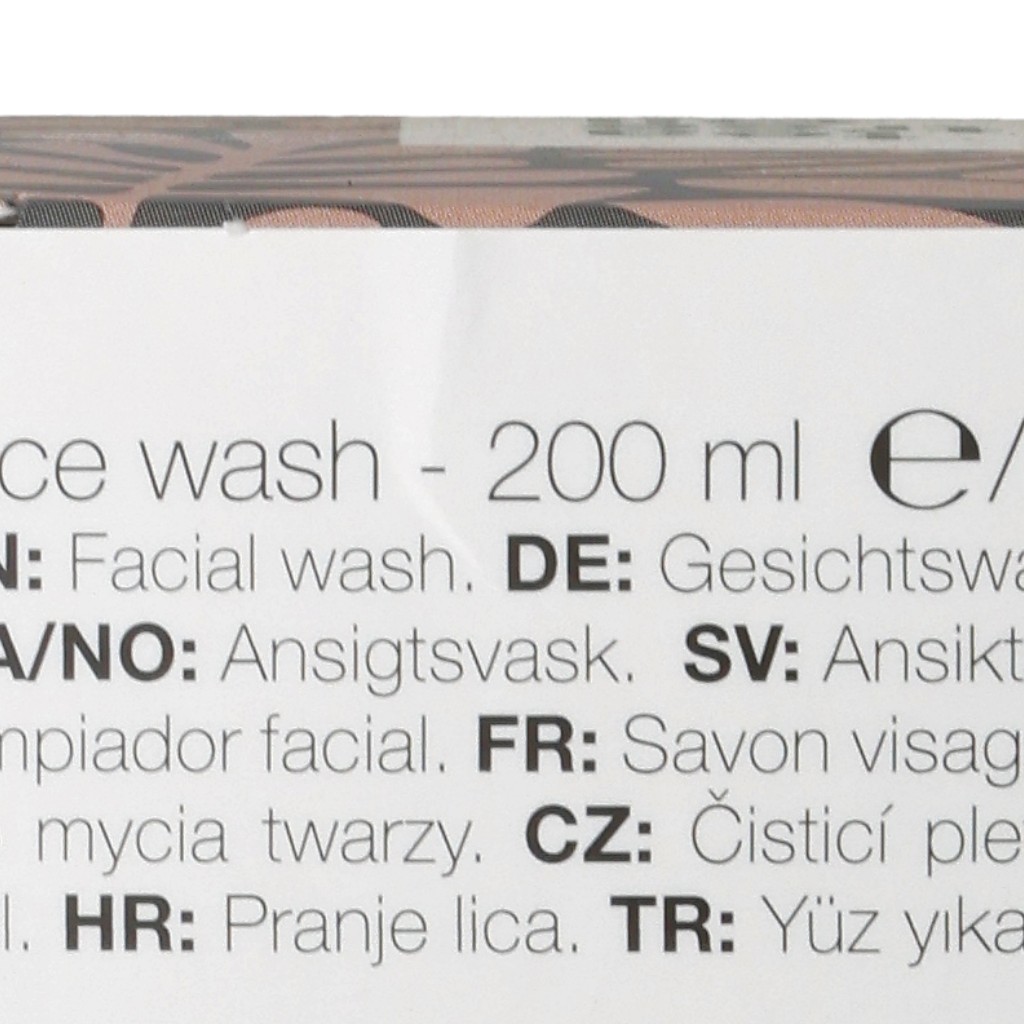 ce wash - 200 ml e/
N: Facial wash. DE: Gesichtswa
A/NO: Ansigtsvask. SV: Ansikt
mpiador facial. FR: Savon visag
mycia twarzy. CZ: Čisticí ple
l. HR: Pranje lica. TR: Yüz yıka